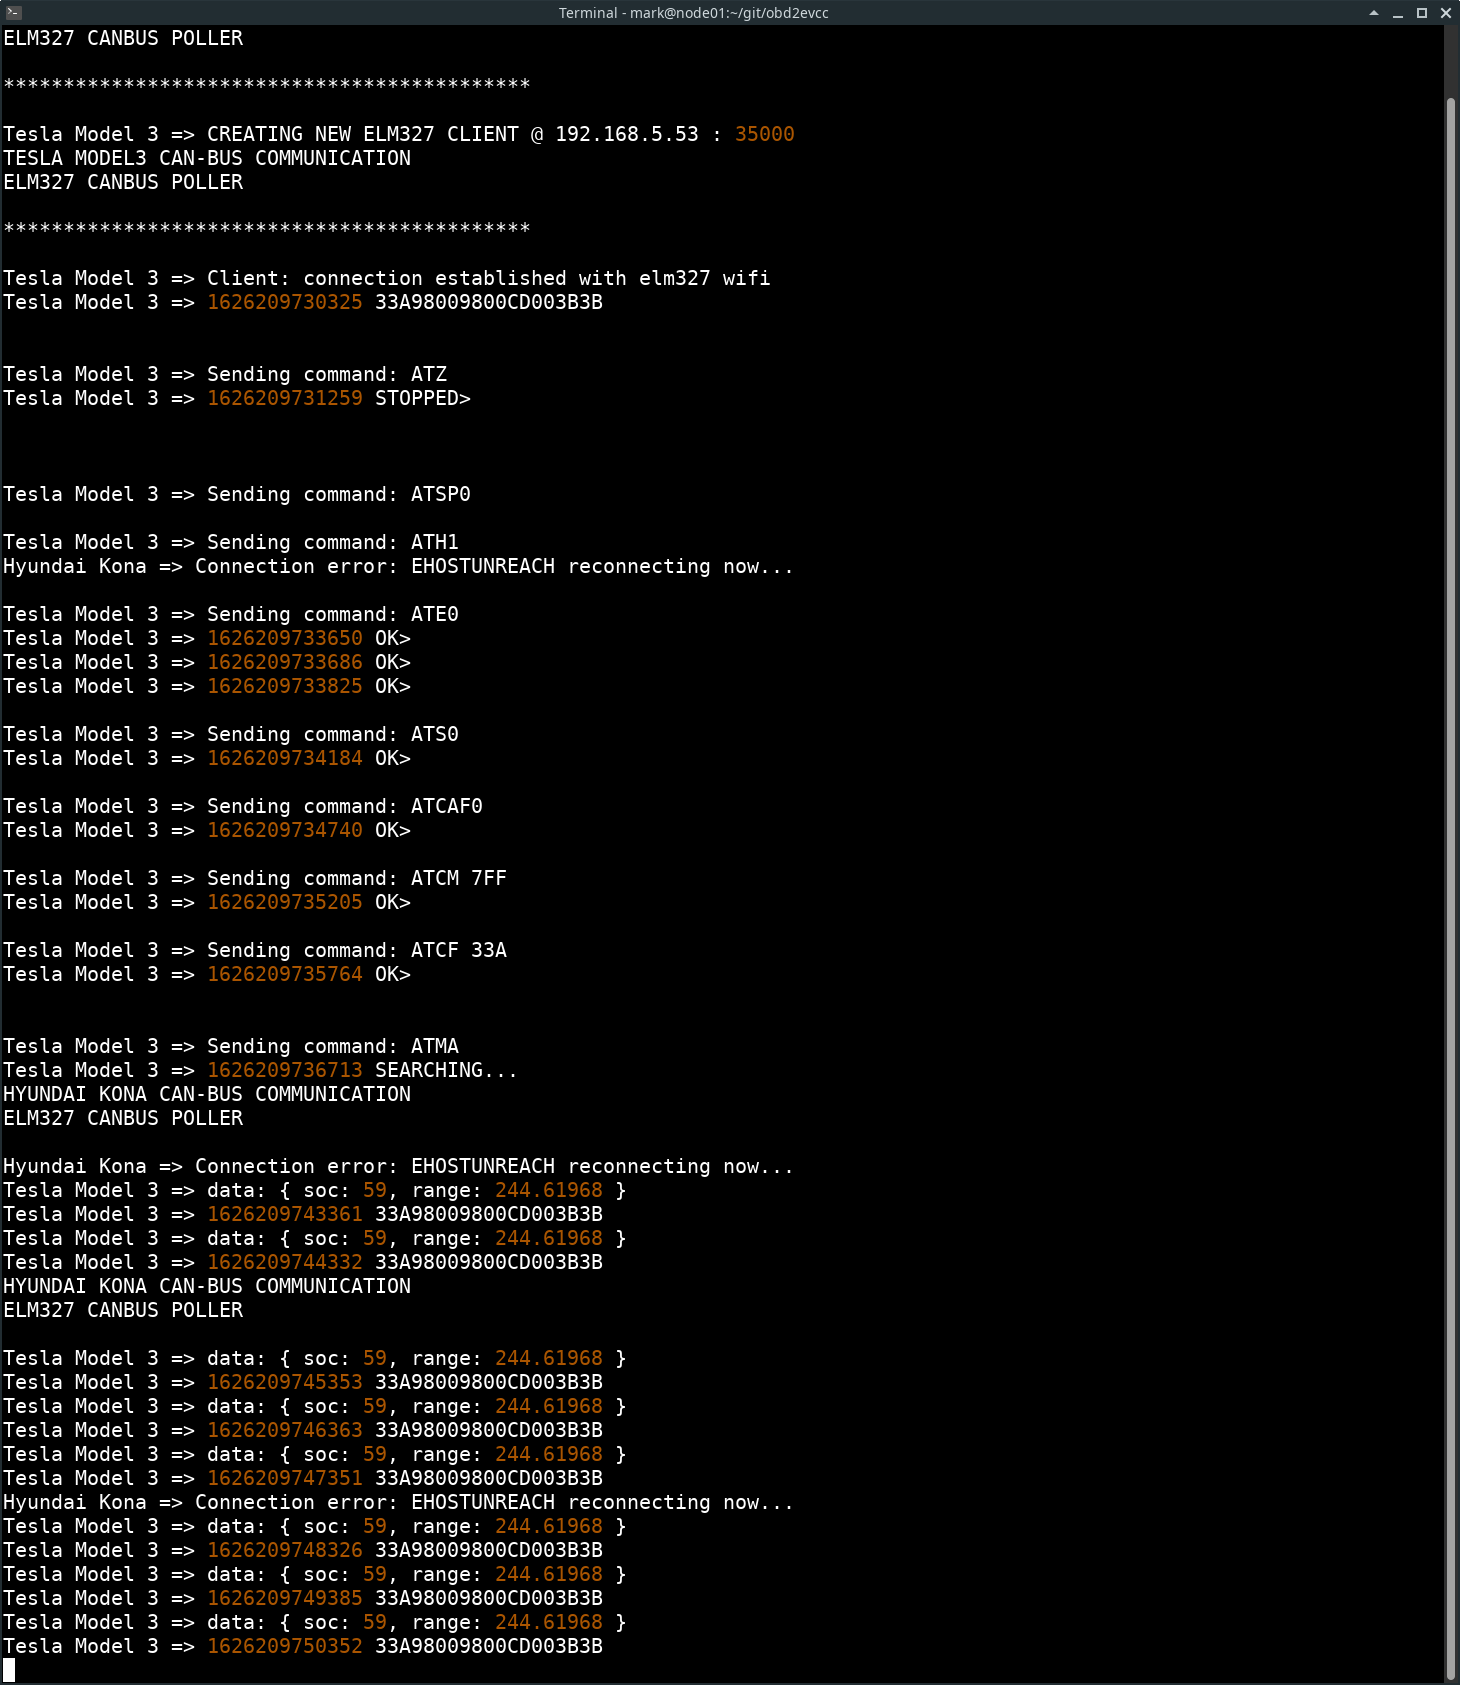 Terminal - mark@node01:~/git/obd2evcc
ELM327 CANBUS POLLER
********************************************
Tesla Model 3 => CREATING NEW ELM327 CLIENT @ 192.168.5.53 : 35000
TESLA MODEL3 CAN-BUS COMMUNICATION
ELM327 CANBUS POLLER
********************************************
Tesla Model 3 => Client: connection established with elm327 wifi
Tesla Model 3 => 1626209730325 33A98009800CD003B3B
Tesla Model 3 => Sending command: ATZ
Tesla Model 3 => 1626209731259 STOPPED>
Tesla Model 3 => Sending command: ATSP0
Tesla Model 3 => Sending command: ATH1
Hyundai Kona => Connection error: EHOSTUNREACH reconnecting now...
Tesla Model 3 => Sending command: ATE0
Tesla Model 3 => 1626209733650 OK>
Tesla Model 3 => 1626209733686 OK>
Tesla Model 3 => 1626209733825 OK>
Tesla Model 3 => Sending command: ATS0
Tesla Model 3 => 1626209734184 OK>
Tesla Model 3 => Sending command: ATCAF0
Tesla Model 3 => 1626209734740 OK>
Tesla Model 3 => Sending command: ATCM 7FF
Tesla Model 3 => 1626209735205 OK>
Tesla Model 3 => Sending command: ATCF 33A
Tesla Model 3 => 1626209735764 OK>
Tesla Model 3 => Sending command: ATMA
Tesla Model 3 => 1626209736713 SEARCHING...
HYUNDAI KONA CAN-BUS COMMUNICATION
ELM327 CANBUS POLLER
Hyundai Kona => Connection error: EHOSTUNREACH reconnecting now...
Tesla Model 3 => data: { soc: 59, range: 244.61968 }
Tesla Model 3 => 1626209743361 33A98009800CD003B3B
Tesla Model 3 => data: { soc: 59, range: 244.61968 }
Tesla Model 3 => 1626209744332 33A98009800CD003B3B
HYUNDAI KONA CAN-BUS COMMUNICATION
ELM327 CANBUS POLLER
Tesla Model 3 => data: { soc: 59, range: 244.61968 }
Tesla Model 3 => 1626209745353 33A98009800CD003B3B
Tesla Model 3 => data: { soc: 59, range: 244.61968 }
Tesla Model 3 => 1626209746363 33A98009800CD003B3B
Tesla Model 3 => data: { soc: 59, range: 244.61968 }
Tesla Model 3 => 1626209747351 33A98009800CD003B3B
Hyundai Kona => Connection error: EHOSTUNREACH reconnecting now...
Tesla Model 3 => data: { soc: 59, range: 244.61968 }
Tesla Model 3 => 1626209748326 33A98009800CD003B3B
Tesla Model 3 => data: { soc: 59, range: 244.61968 }
Tesla Model 3 => 1626209749385 33A98009800CD003B3B
Tesla Model 3 => data: { soc: 59, range: 244.61968 }
Tesla Model 3 => 1626209750352 33A98009800CD003B3B